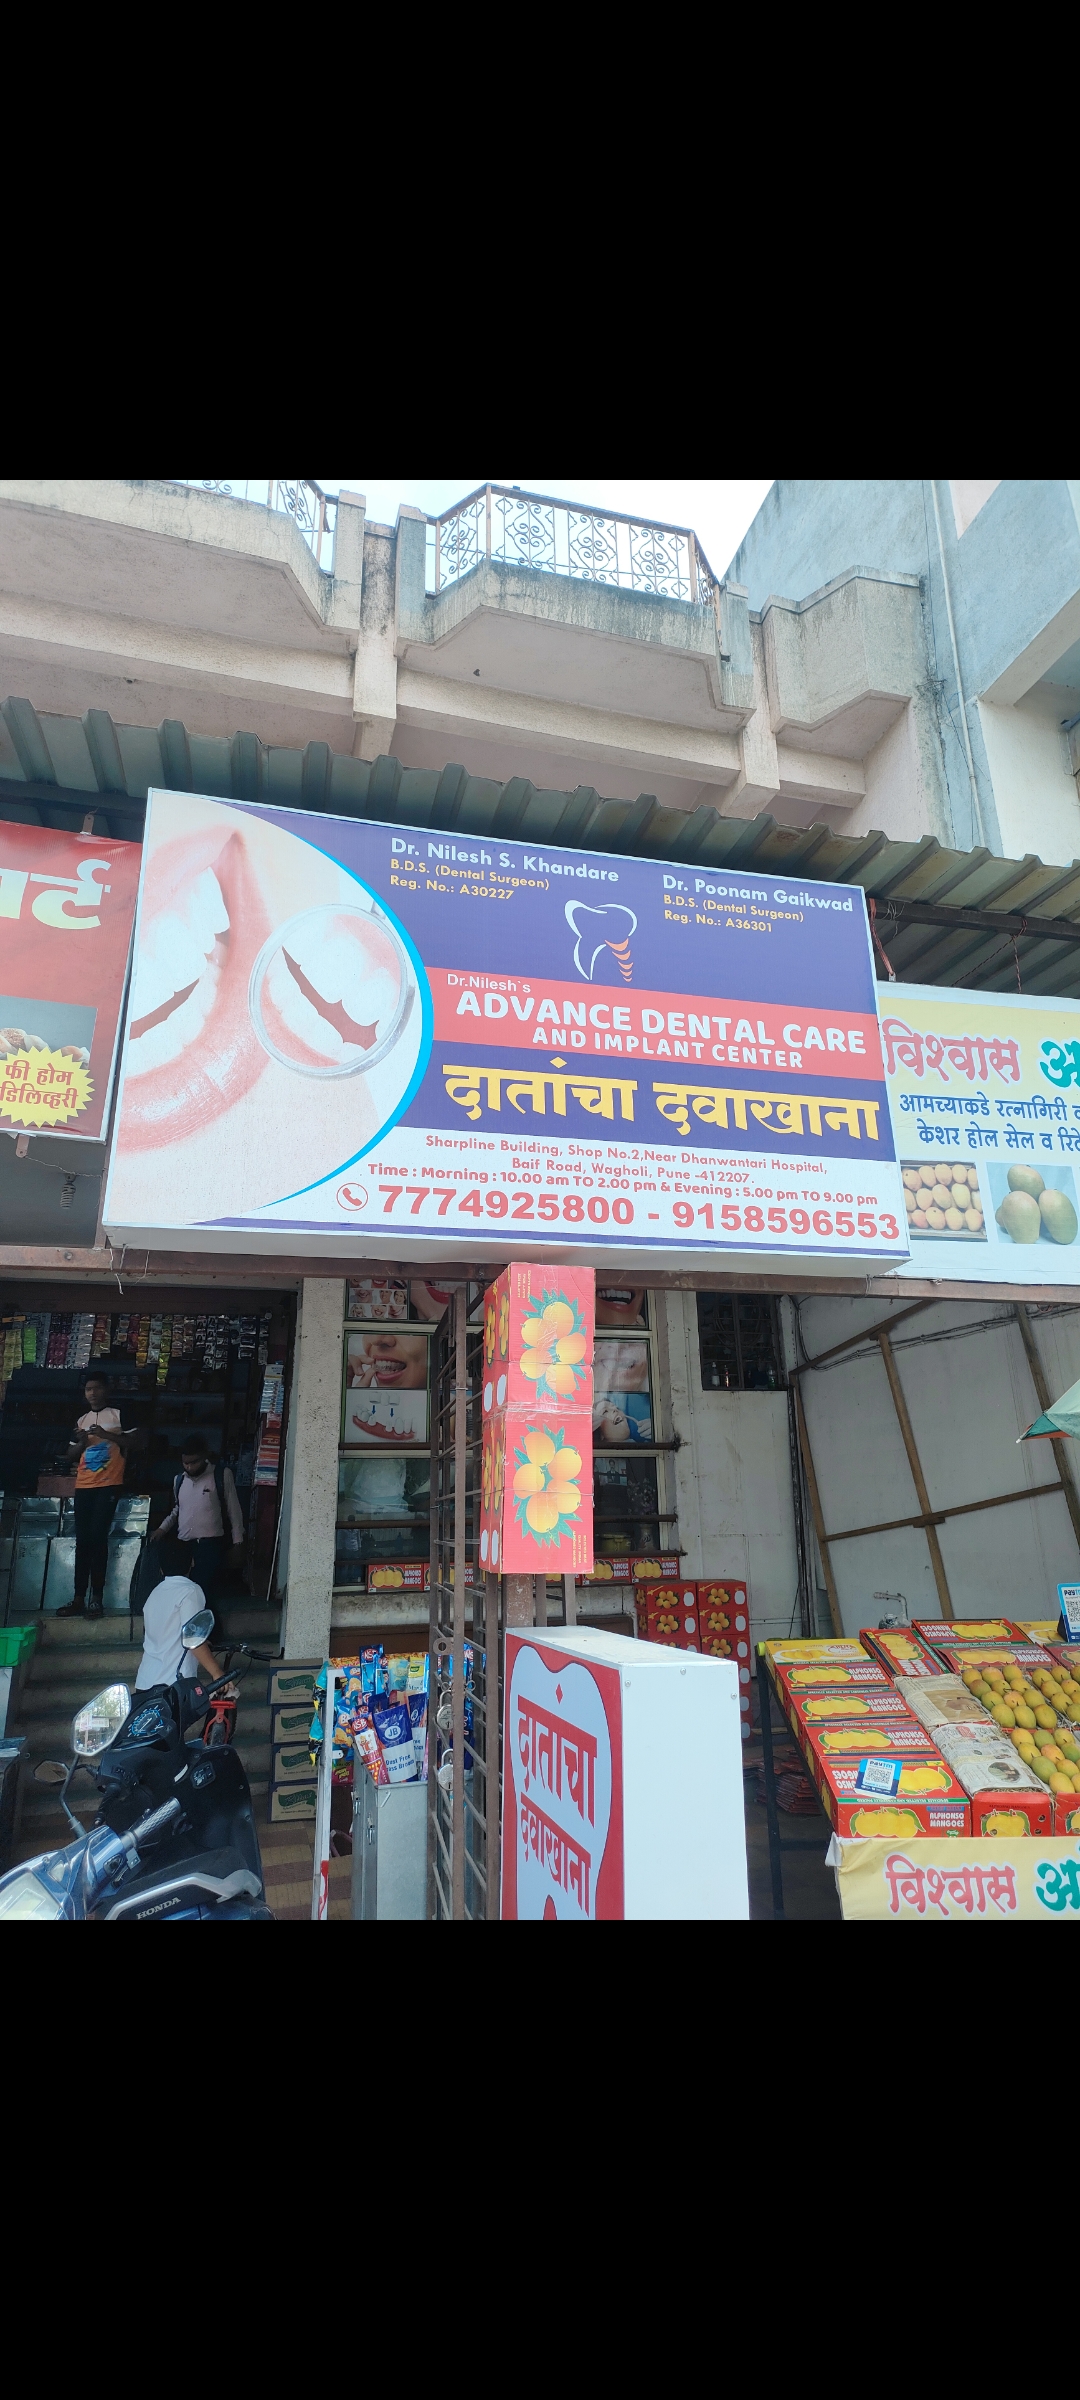 र्ट
फ्री होम
डिलिव्हरी
Dr. Nilesh S. Khandare
B.D.S. (Dental Surgeon)
Reg. No.: A30227
Dr. Poonam Gaikwad
B.D.S. (Dental Surgeon)
Reg. No.: A36301
Dr.Nilesh`s
ADVANCE DENTAL CARE
AND IMPLANT CENTER
दातांचा दवाखाना
Sharpline Building, Shop No.2,Near Dhanwantari Hospital,
Baif Road, Wagholi, Pune -412207.
Time : Morning : 10.00 am TO 2.00 pm & Evening : 5.00 pm TO 9.00 pm
7774925800 - 9158596553
विश्वास
आमच्याकडे रत्नागिरी
केशर होल सेल व
दातांचा
दवाखाना
HONDA
ALPHONSO
MANGOES
विश्वास